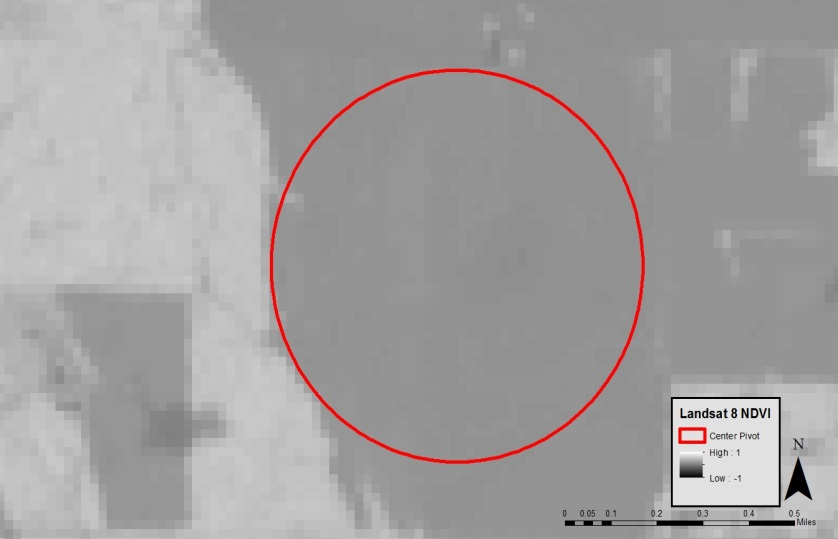 Landsat 8 NDVI
Center Pivot
High : 1
Low : -1
N
0 0.05 0.1 0.2 0.3 0.4 0.5
Miles